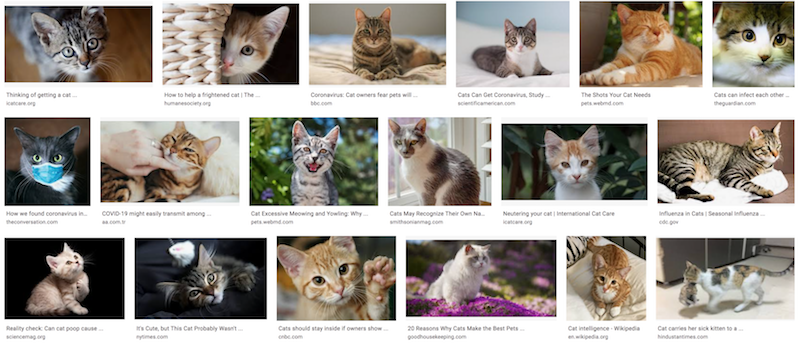 Thinking of getting a cat ...
icatcare.org
How to help a frightened cat | The ...
humanesociety.org
Coronavirus: Cat owners fear pets will ...
bbc.com
Cats Can Get Coronavirus, Study ...
scientificamerican.com
The Shots Your Cat Needs
pets.webmd.com
Cats can infect each other ...
theguardian.com
How we found coronavirus in...
theconversation.com
COVID-19 might easily transmit among ...
aa.com.tr
Cat Excessive Meowing and Yowling: Why ...
pets.webmd.com
Cats May Recognize Their Own Na...
smithsonianmag.com
Neutering your cat | International Cat Care
icatcare.org
Influenza in Cats | Seasonal Influenza ...
cdc.gov
Reality check: Can cat poop cause ...
sciencemag.org
It's Cute, but This Cat Probably Wasn't ...
nytimes.com
Cats should stay inside if owners show ...
cnbc.com
20 Reasons Why Cats Make the Best Pets ...
goodhousekeeping.com
Cat intelligence - Wikipedia
en.wikipedia.org
Cat carries her sick kitten to a ...
hindustantimes.com